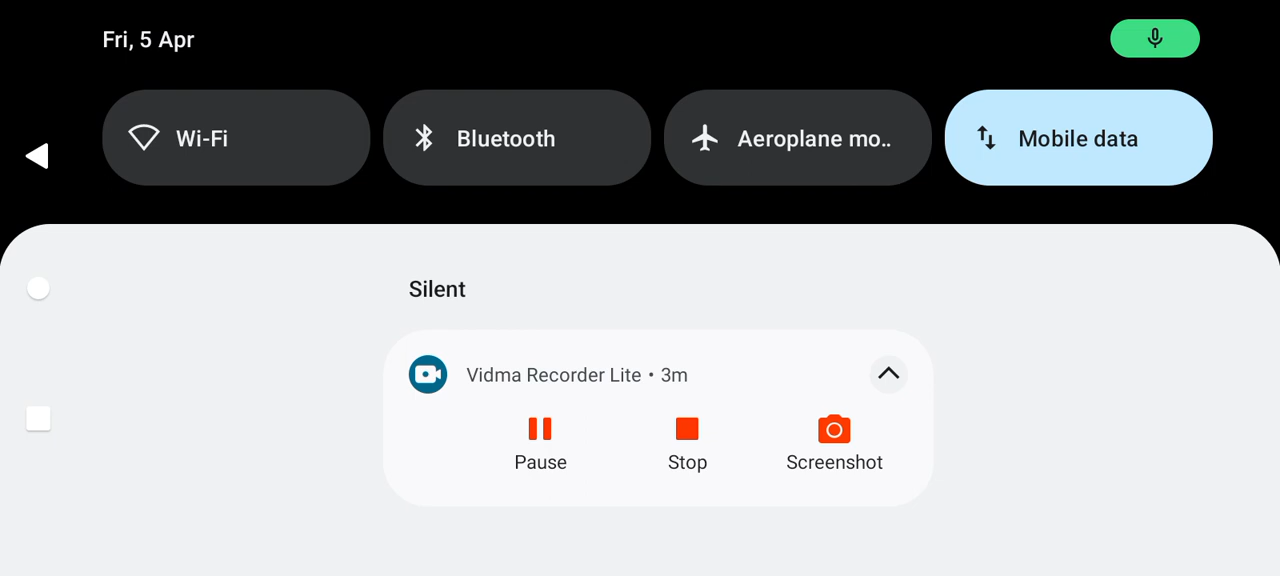 Fri, 5 Apr
Wi-Fi
Bluetooth
Aeroplane mo..
Mobile data
Silent
Vidma Recorder Lite • 3m
Pause
Stop
Screenshot